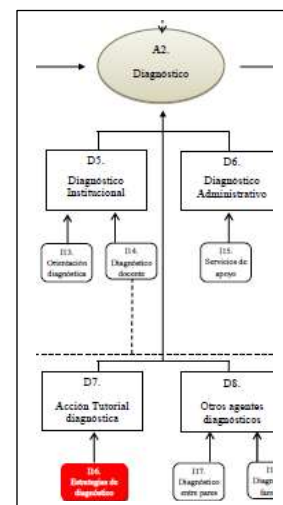 A2.
Diagnóstico
D5.
Diagnóstico
Institucional
D6.
Diagnóstico
Administrativo
I13.
Orientación
diagnóstica
I14.
Diagnóstico
docente
I15.
Servicios de
apoyo
D7.
Acción Tutorial
diagnóstica
D8.
Otros agentes
diagnósticos
I16.
Estrategias de
diagnóstico
I17.
Diagnóstico
entre pares